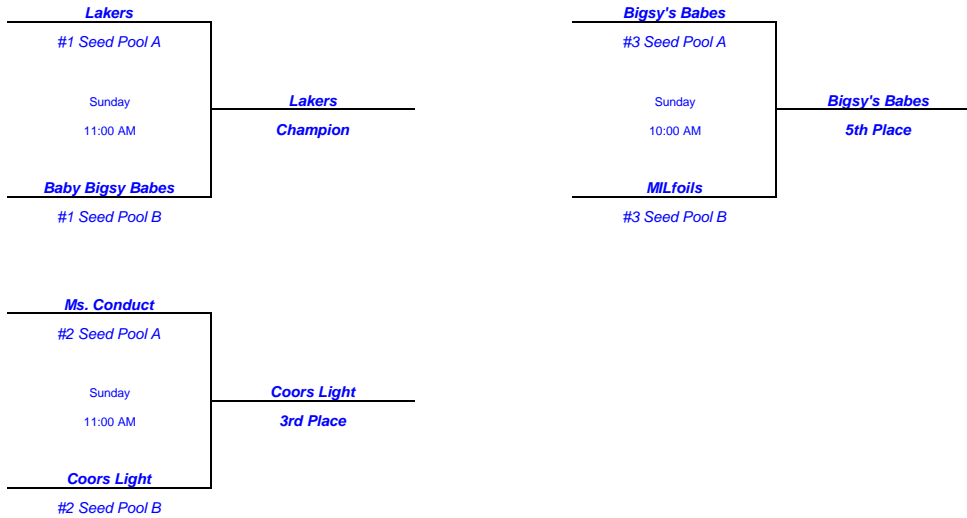 Lakers
#1 Seed Pool A
Sunday
11:00 AM
Lakers
Champion
Baby Bigsy Babes
#1 Seed Pool B
Bigsy's Babes
#3 Seed Pool A
Sunday
10:00 AM
Bigsy's Babes
5th Place
MILfoils
#3 Seed Pool B
Ms. Conduct
#2 Seed Pool A
Sunday
11:00 AM
Coors Light
3rd Place
Coors Light
#2 Seed Pool B